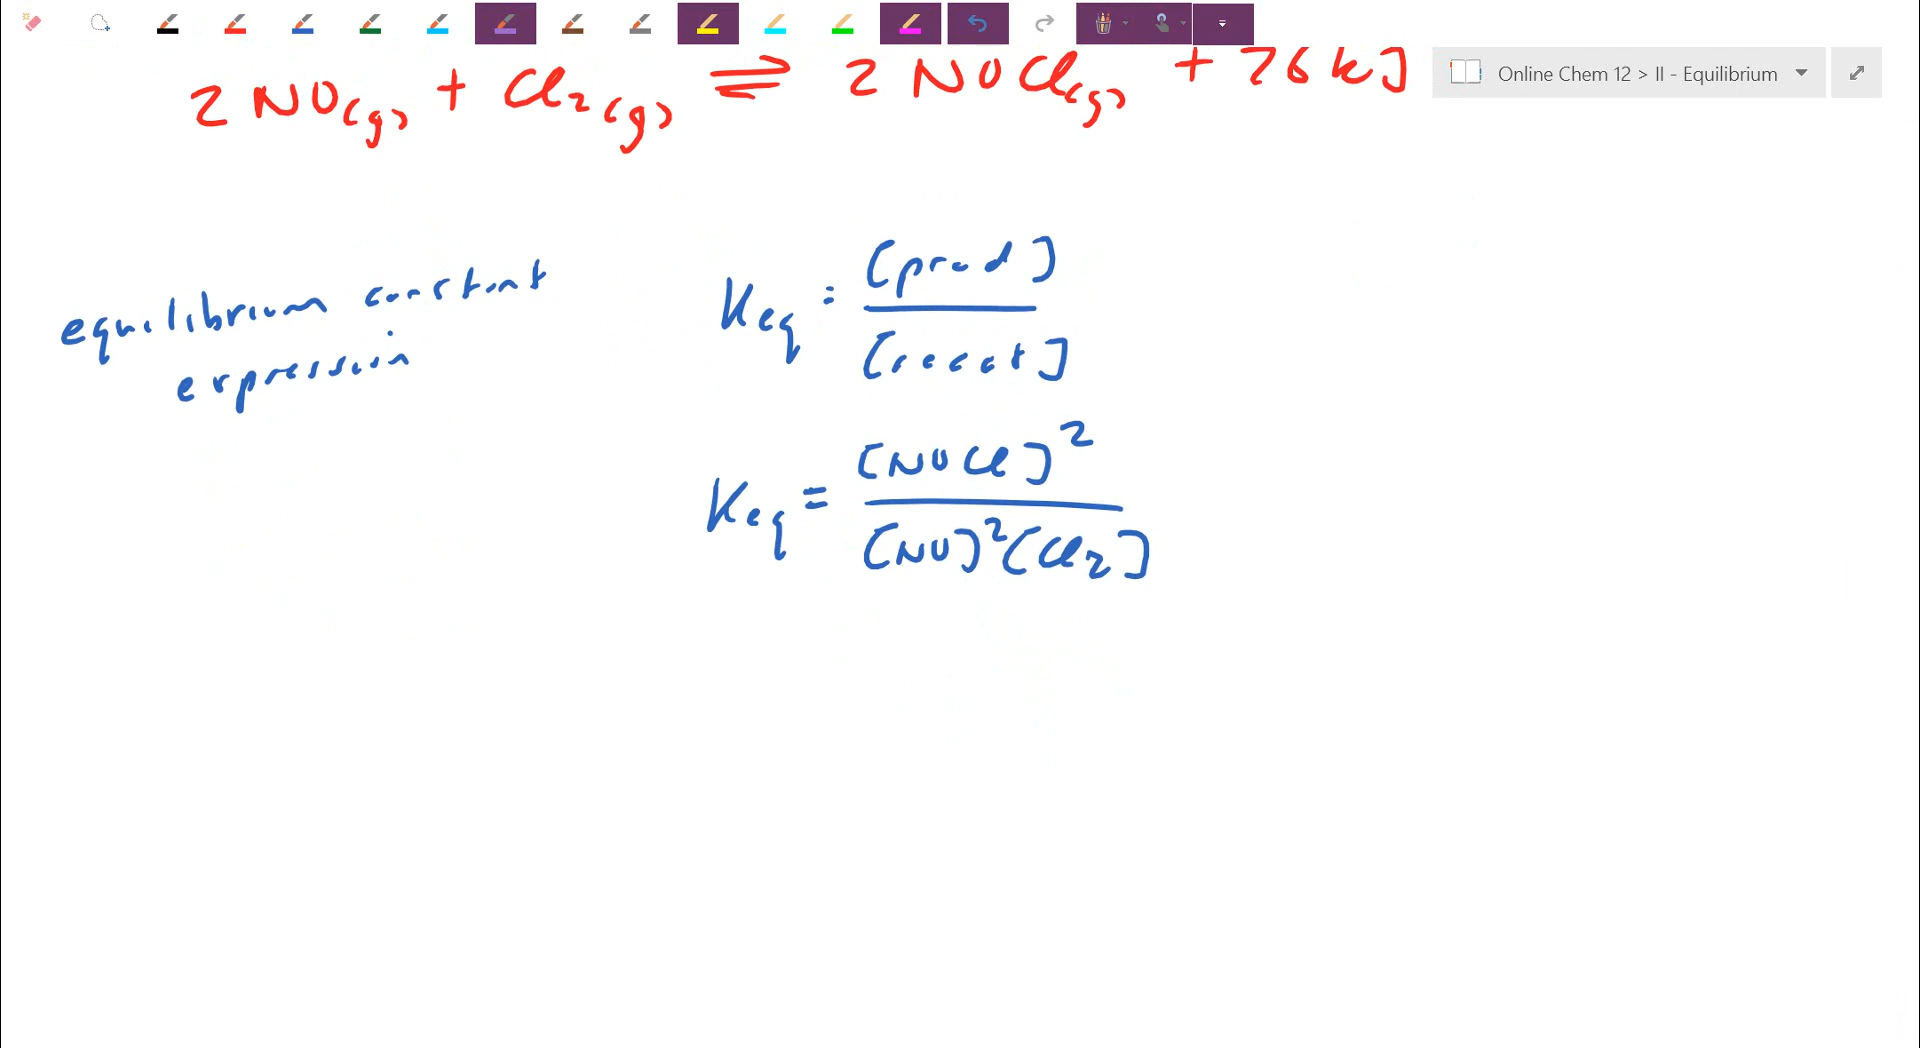 2 NO(g) + Cl2(g) ⇌ 2 NOCl(g) + 76 kJ
Online Chem 12 > II - Equilibrium
equilibrium constant
expression
Keq = [prod]
[react]
Keq = [NOCl]²
[NO]²[Cl2]